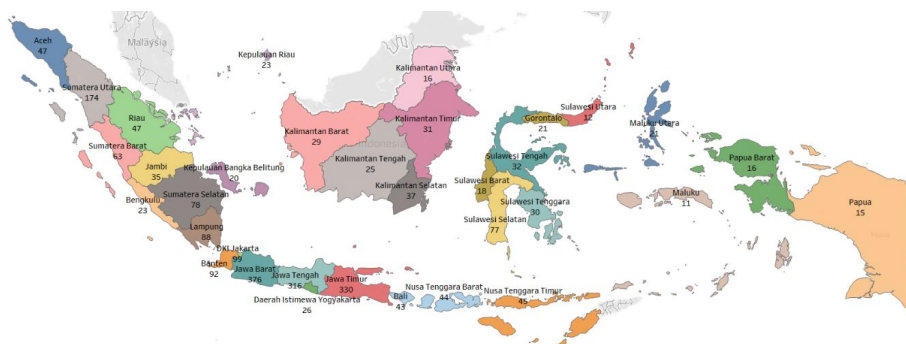 Aceh
47
Malaysia
Sumatera Utara
174
Riau
47
Kepulauan Riau
23
Sumatera Barat
63
Jambi
35
Kepulauan Bangka Belitung
20
Bengkulu
23
Sumatera Selatan
78
Lampung
88
DKI Jakarta
99
Banten
92
Jawa Barat
376
Jawa Tengah
316
Daerah Istimewa Yogyakarta
26
Jawa Timur
330
Bali
43
Nusa Tenggara Barat
44
Nusa Tenggara Timur
45
Kalimantan Utara
16
Kalimantan Barat
29
Kalimantan Timur
31
Kalimantan Tengah
25
Kalimantan Selatan
37
Gorontalo
21
Sulawesi Utara
12
Sulawesi Tengah
32
Sulawesi Barat
18
Sulawesi Tenggara
30
Sulawesi Selatan
77
Maluku Utara
21
Maluku
11
Papua Barat
16
Papua
15